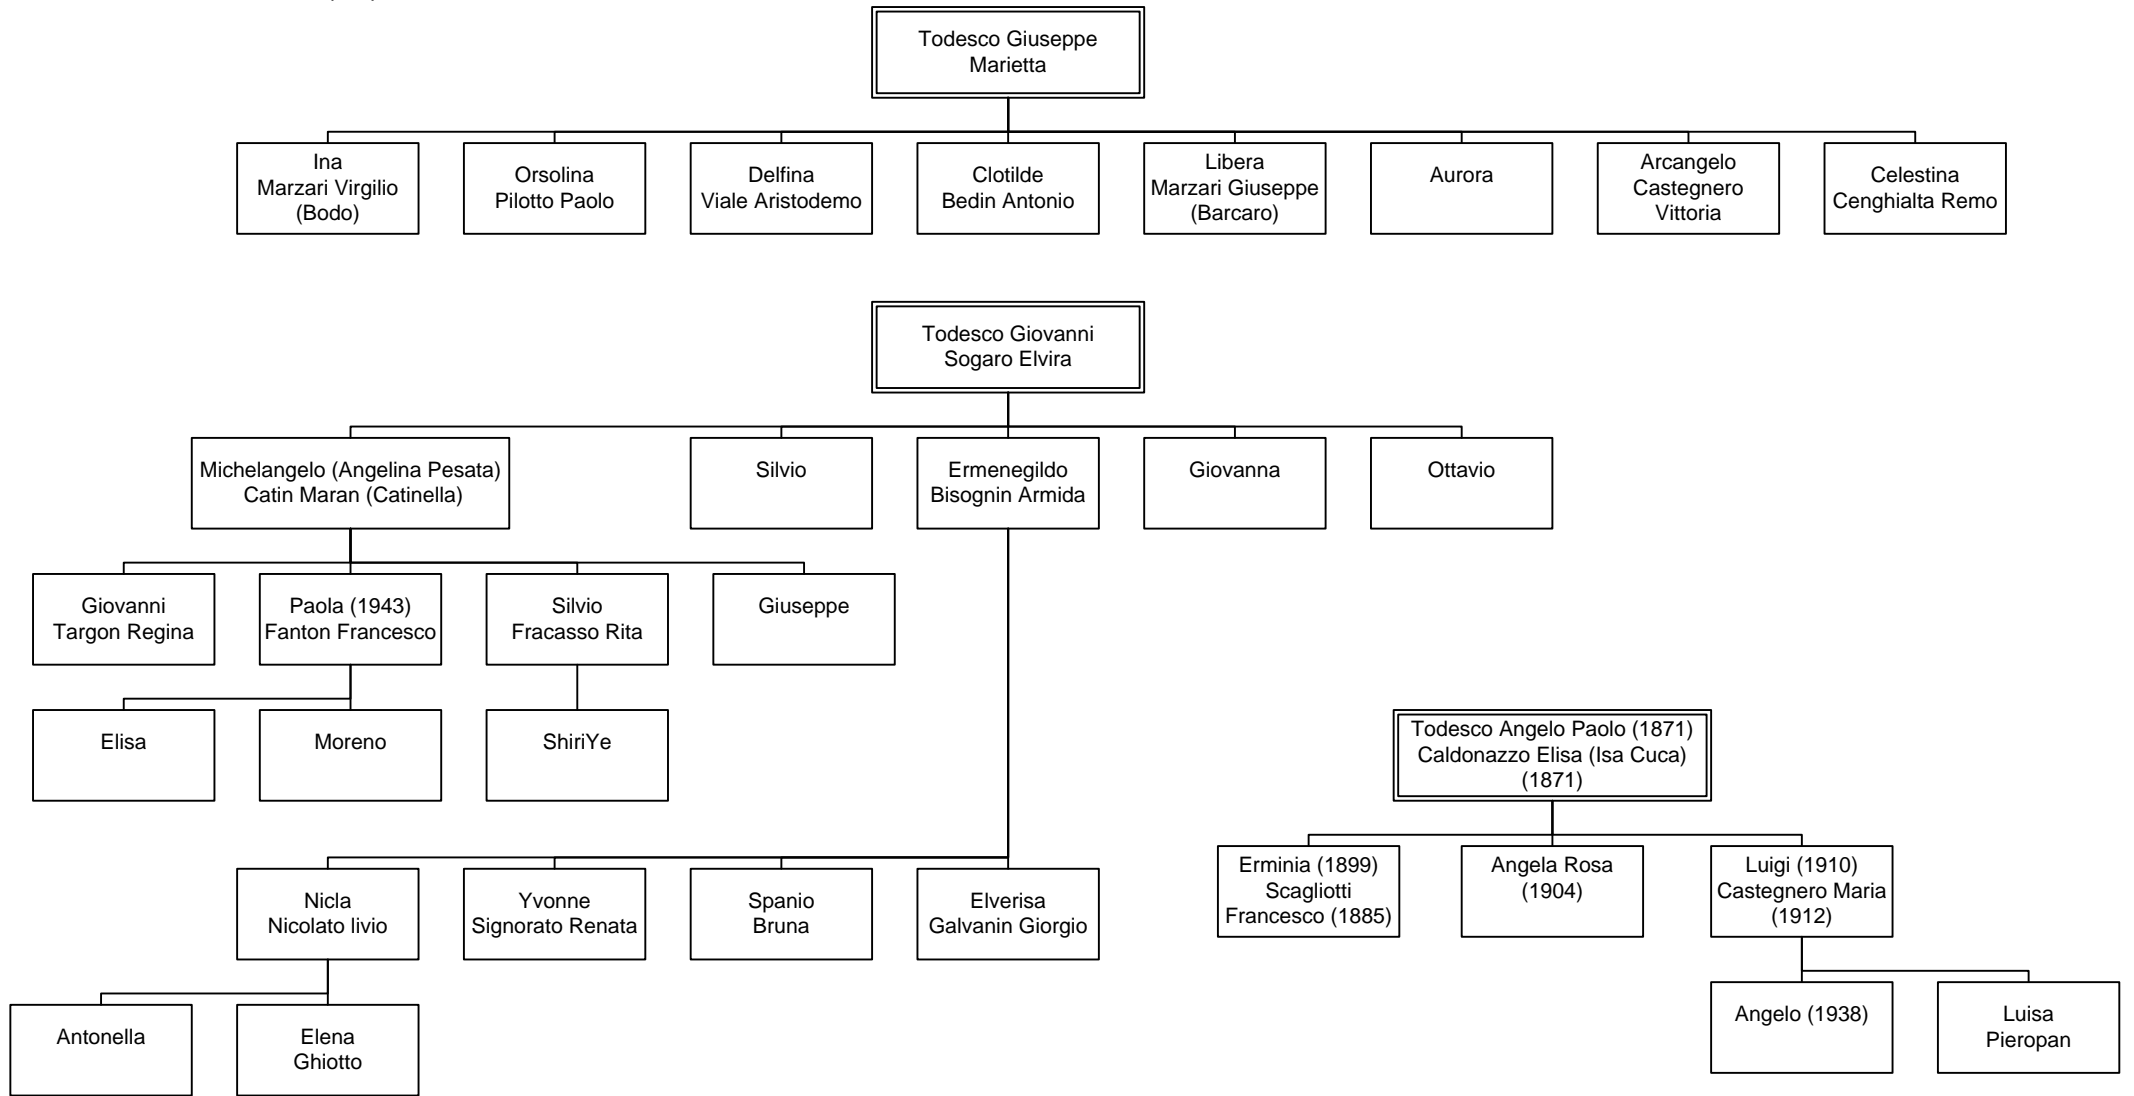 Todesco Giuseppe
Marietta
Ina
Marzari Virgilio
(Bodo)
Orsolina
Pilotto Paolo
Delfina
Viale Aristodemo
Clotilde
Bedin Antonio
Libera
Marzari Giuseppe
(Barcaro)
Aurora
Arcangelo
Castegnero
Vittoria
Celestina
Cenghialta Remo
Todesco Giovanni
Sogaro Elvira
Michelangelo (Angelina Pesata)
Catin Maran (Catinella)
Silvio
Ermenegildo
Bisognin Armida
Giovanna
Ottavio
Giovanni
Targon Regina
Paola (1943)
Fanton Francesco
Silvio
Fracasso Rita
Giuseppe
Elisa
Moreno
ShiriYe
Todesco Angelo Paolo (1871)
Caldonazzo Elisa (Isa Cuca)
(1871)
Erminia (1899)
Scagliotti
Francesco (1885)
Angela Rosa
(1904)
Luigi (1910)
Castegnero Maria
(1912)
Nicla
Nicolato livio
Yvonne
Signorato Renata
Spanio
Bruna
Elverisa
Galvanin Giorgio
Antonella
Elena
Ghiotto
Angelo (1938)
Luisa
Pieropan